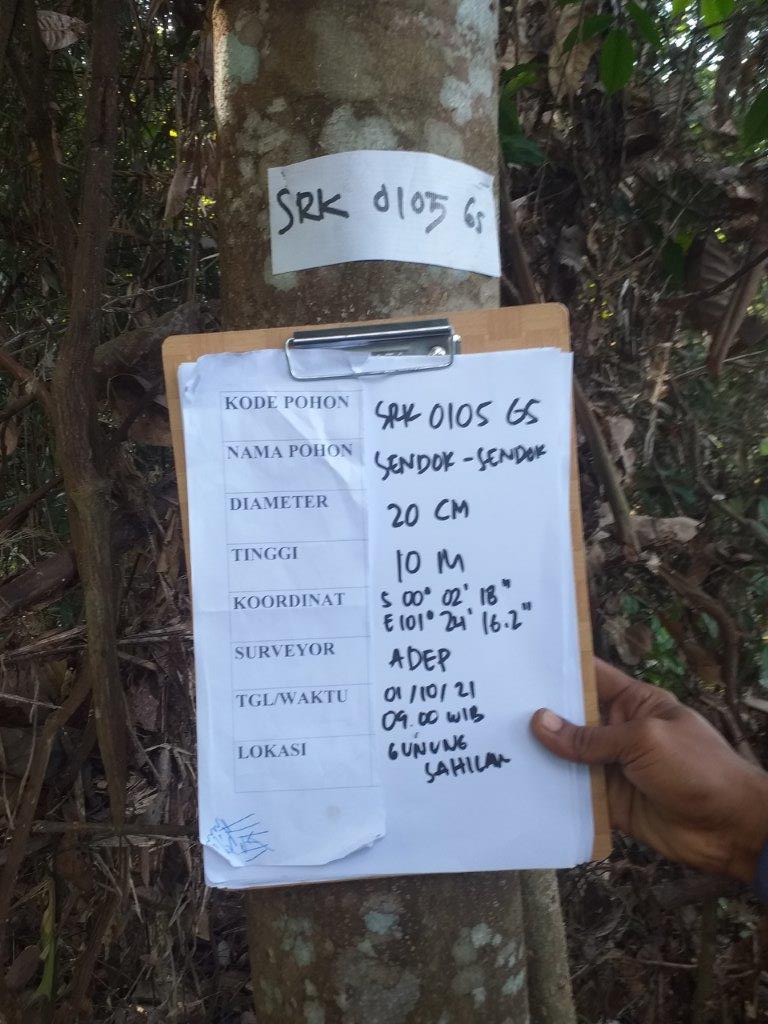 SRK 0105 GS
KODE POHON SRK 0105 GS
NAMA POHON SENDOK - SENDOK
DIAMETER 20 CM
TINGGI 10 M
KOORDINAT S 00° 02' 18"
E 101° 24' 16.2"
SURVEYOR ADEP
TGL/WAKTU 01/10/21
09.00 WIB
LOKASI GUNUNG
SAHILAN